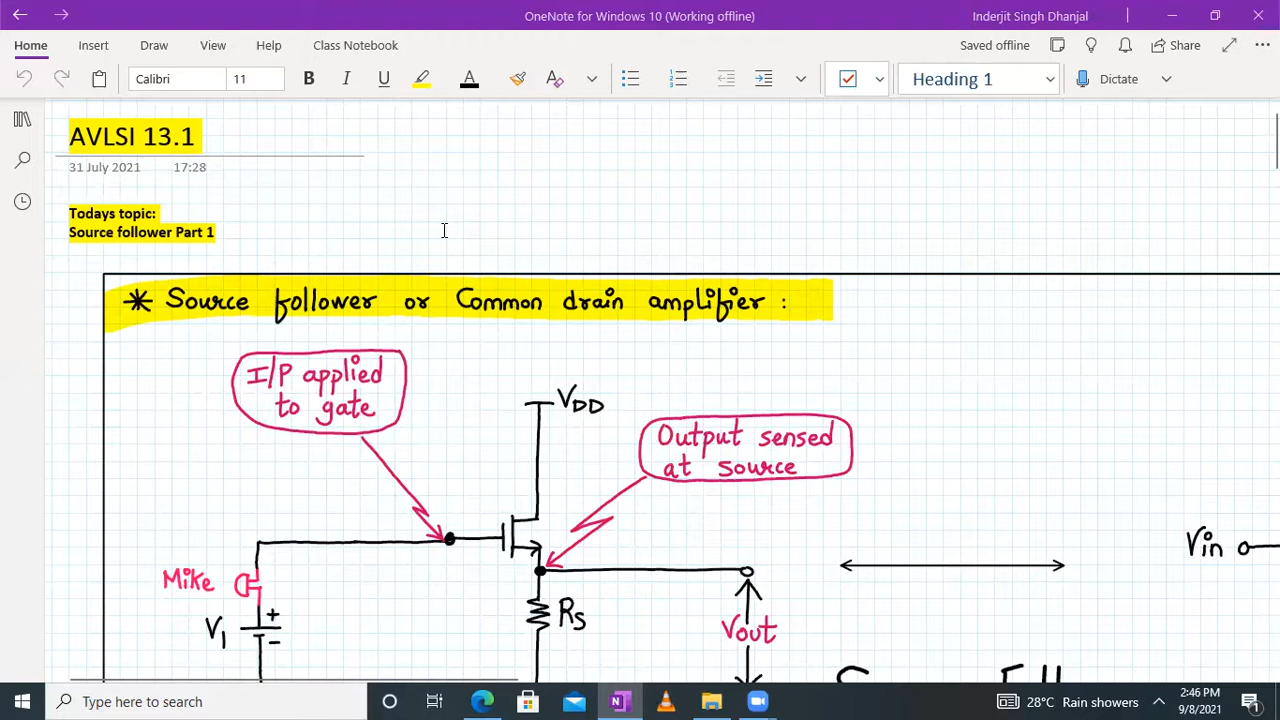 OneNote for Windows 10 (Working offline)
Inderjit Singh Dhanjal
Home Insert Draw View Help Class Notebook
Saved offline
Share
Calibri
11
B I U A A
Heading 1
Dictate
AVLSI 13.1
31 July 2021 17:28
Todays topic:
Source follower Part 1
* Source follower or Common drain amplifier :
I/P applied
to gate
VDD
Output sensed
at source
Vin
Mike
+
V1
-
RS
Vout
Type here to search
N
28°C Rain showers
2:46 PM
9/8/2021
1